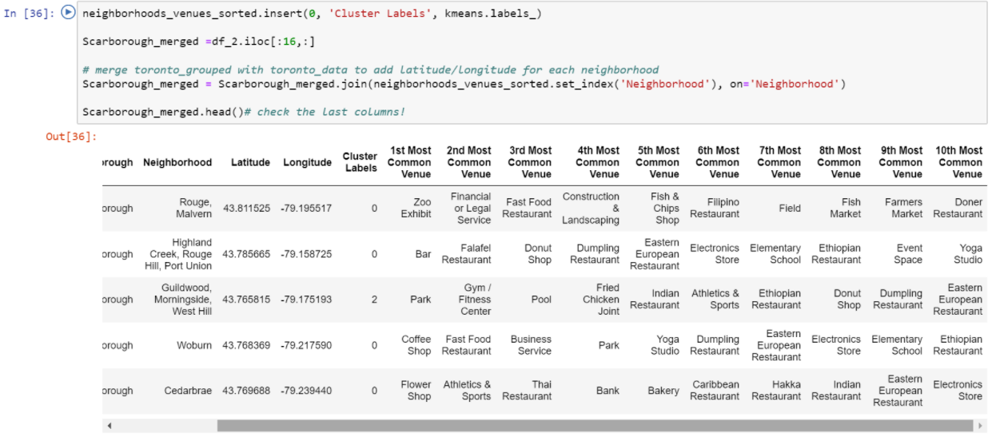 In [36]:
neighborhoods_venues_sorted.insert(0, 'Cluster Labels', kmeans.labels_)
Scarborough_merged =df_2.iloc[:16,:]
# merge toronto_grouped with toronto_data to add latitude/longitude for each neighborhood
Scarborough_merged = Scarborough_merged.join(neighborhoods_venues_sorted.set_index('Neighborhood'), on='Neighborhood')
Scarborough_merged.head()# check the last columns!
Out[36]:
rough Neighborhood Latitude Longitude Cluster Labels 1st Most Common Venue 2nd Most Common Venue 3rd Most Common Venue 4th Most Common Venue 5th Most Common Venue 6th Most Common Venue 7th Most Common Venue 8th Most Common Venue 9th Most Common Venue 10th Most Common Venue
orough Rouge, Malvern 43.811525 -79.195517 0 Zoo Exhibit Financial or Legal Service Fast Food Restaurant Construction & Landscaping Fish & Chips Shop Filipino Restaurant Field Fish Market Farmers Market Doner Restaurant
orough Highland Creek, Rouge Hill, Port Union 43.785665 -79.158725 0 Bar Falafel Restaurant Donut Shop Dumpling Restaurant Eastern European Restaurant Electronics Store Elementary School Ethiopian Restaurant Event Space Yoga Studio
orough Guildwood, Morningside, West Hill 43.765815 -79.175193 2 Park Gym / Fitness Center Pool Fried Chicken Joint Indian Restaurant Athletics & Sports Ethiopian Restaurant Donut Shop Dumpling Restaurant Eastern European Restaurant
orough Woburn 43.768369 -79.217590 0 Coffee Shop Fast Food Restaurant Business Service Park Yoga Studio Dumpling Restaurant Eastern European Restaurant Electronics Store Elementary School Ethiopian Restaurant
orough Cedarbrae 43.769688 -79.239440 0 Flower Shop Athletics & Sports Thai Restaurant Bank Bakery Caribbean Restaurant Hakka Restaurant Indian Restaurant Eastern European Restaurant Electronics Store